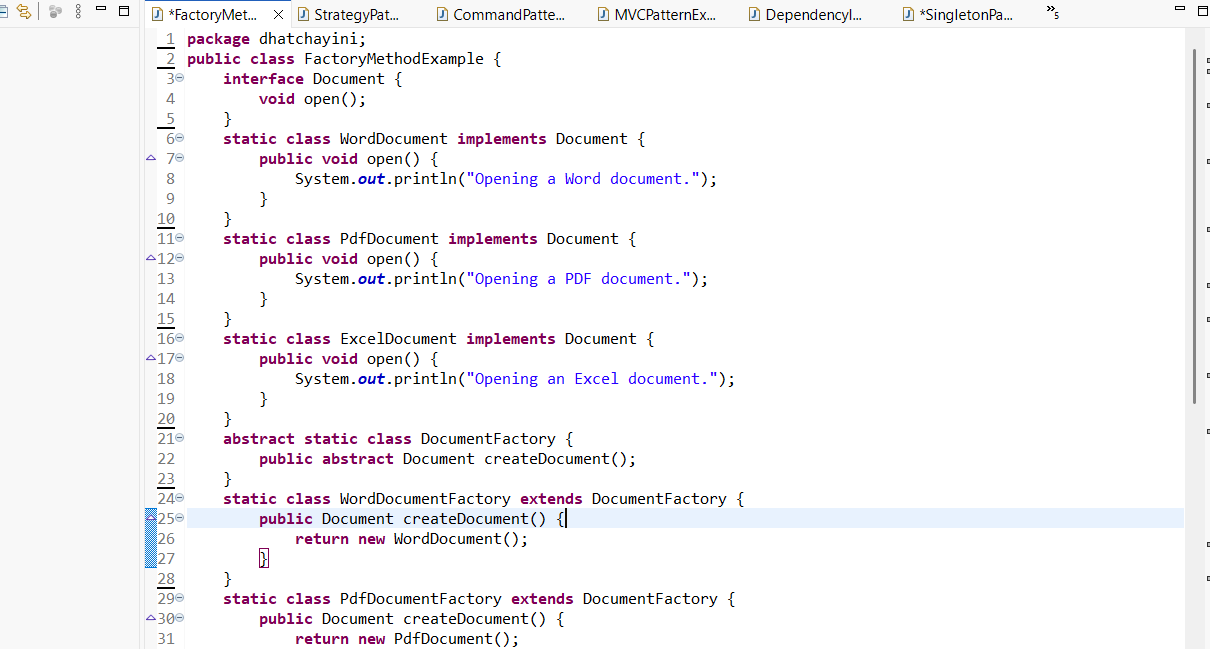 *FactoryMet... StrategyPat... CommandPatte... MVCPatternEx... DependencyI... *SingletonPa... »5
1 package dhatchayini;
2 public class FactoryMethodExample {
3 interface Document {
4 void open();
5 }
6 static class WordDocument implements Document {
7 public void open() {
8 System.out.println("Opening a Word document.");
9 }
10 }
11 static class PdfDocument implements Document {
12 public void open() {
13 System.out.println("Opening a PDF document.");
14 }
15 }
16 static class ExcelDocument implements Document {
17 public void open() {
18 System.out.println("Opening an Excel document.");
19 }
20 }
21 abstract static class DocumentFactory {
22 public abstract Document createDocument();
23 }
24 static class WordDocumentFactory extends DocumentFactory {
25 public Document createDocument() {
26 return new WordDocument();
27 }
28 }
29 static class PdfDocumentFactory extends DocumentFactory {
30 public Document createDocument() {
31 return new PdfDocument();